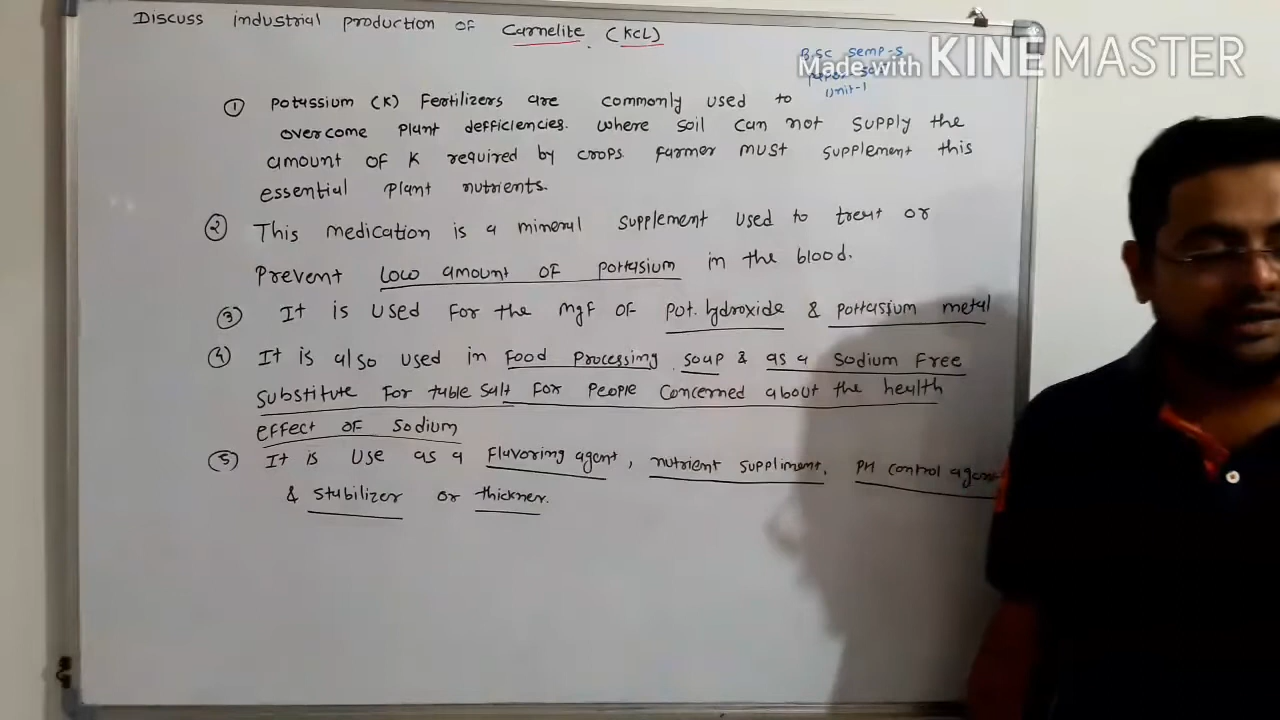 Discuss industrial production of Carnelite (KCL)
BSC SEMP-5
Made with KINEMASTER
Unit-1
① Potassium (K) Fertilizers are commonly used to
overcome plant defficiencies. Where soil can not supply the
amount of K required by crops farmer must supplement this
essential plant nutrients.
② This medication is a mineral supplement used to treat or
prevent low amount of pottasium in the blood.
③ It is used for the mgf of pot. hydroxide & pottassium metal
④ It is also used in Food Processing, soap & as a sodium free
substitute for table salt for people concerned about the health
effect of sodium
⑤ It is use as a Flavoring agent, nutrient suppliment, PH control agent
& stabilizer or thickner.